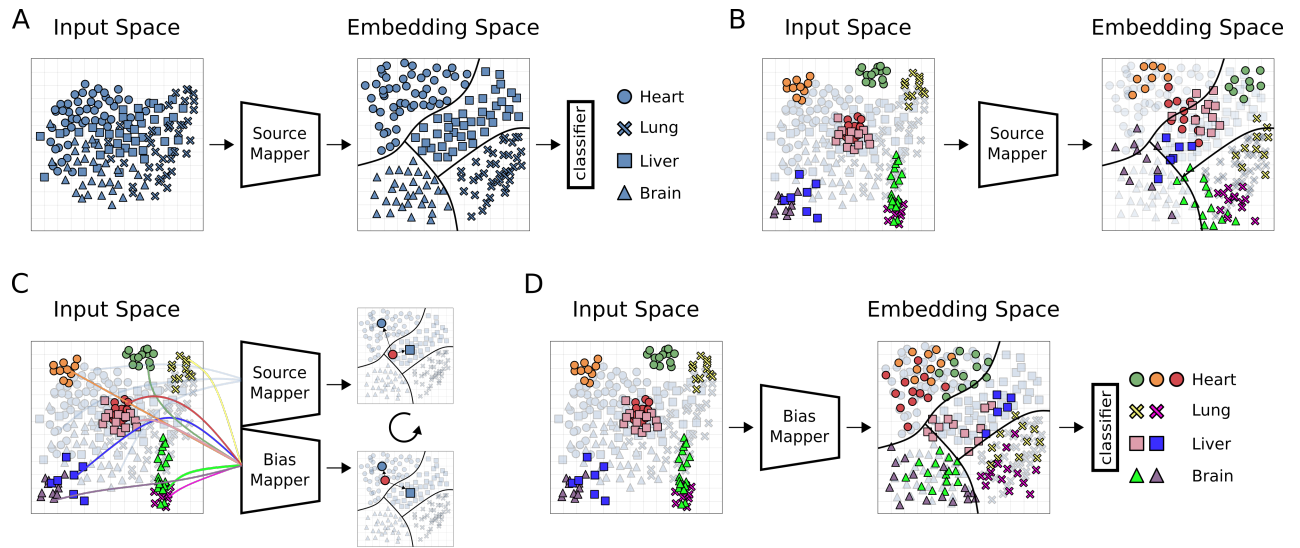 A
Input Space
Embedding Space
Source
Mapper
classifier
Heart
Lung
Liver
Brain
B
Input Space
Embedding Space
Source
Mapper
C
Input Space
Source
Mapper
Bias
Mapper
D
Input Space
Embedding Space
Bias
Mapper
classifier
Heart
Lung
Liver
Brain